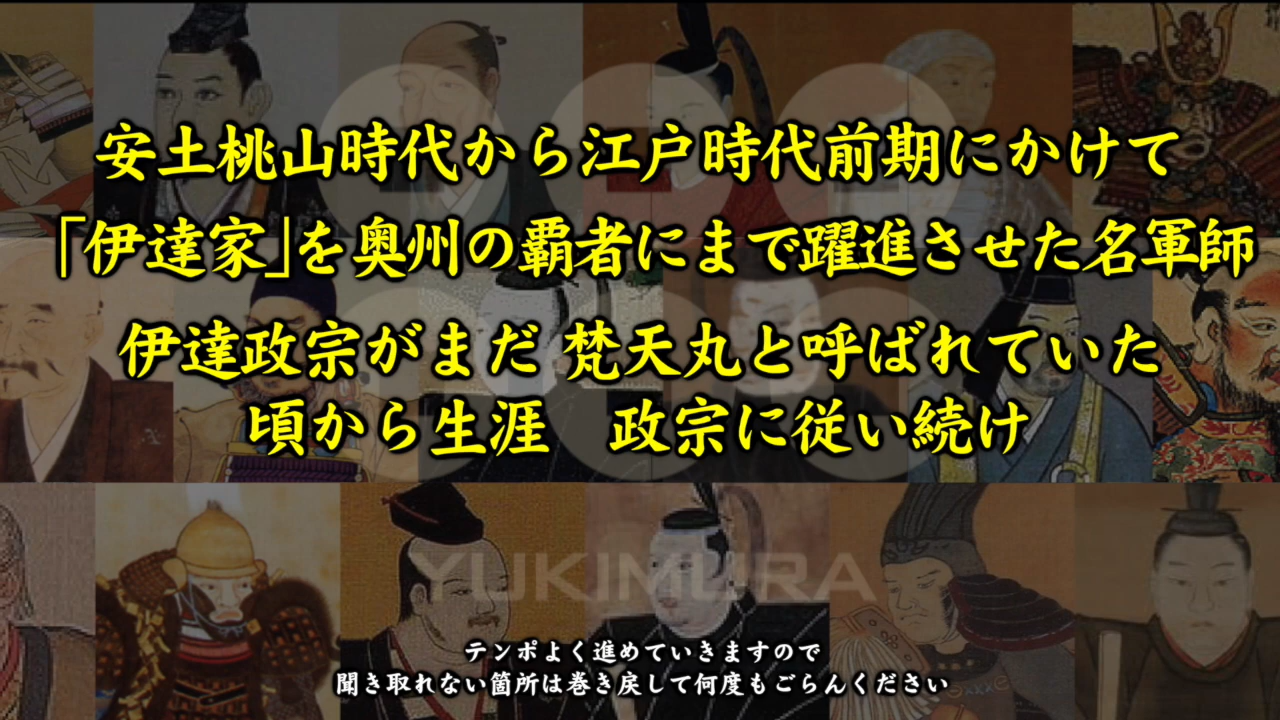 安土桃山時代から江戸時代前期にかけて
「伊達家」を奥州の覇者にまで躍進させた名軍師
伊達政宗がまだ 梵天丸と呼ばれていた
頃から生涯　政宗に従い続け
YUKIMURA
テンポよく進めていきますので
聞き取れない箇所は巻き戻して何度もごらんください